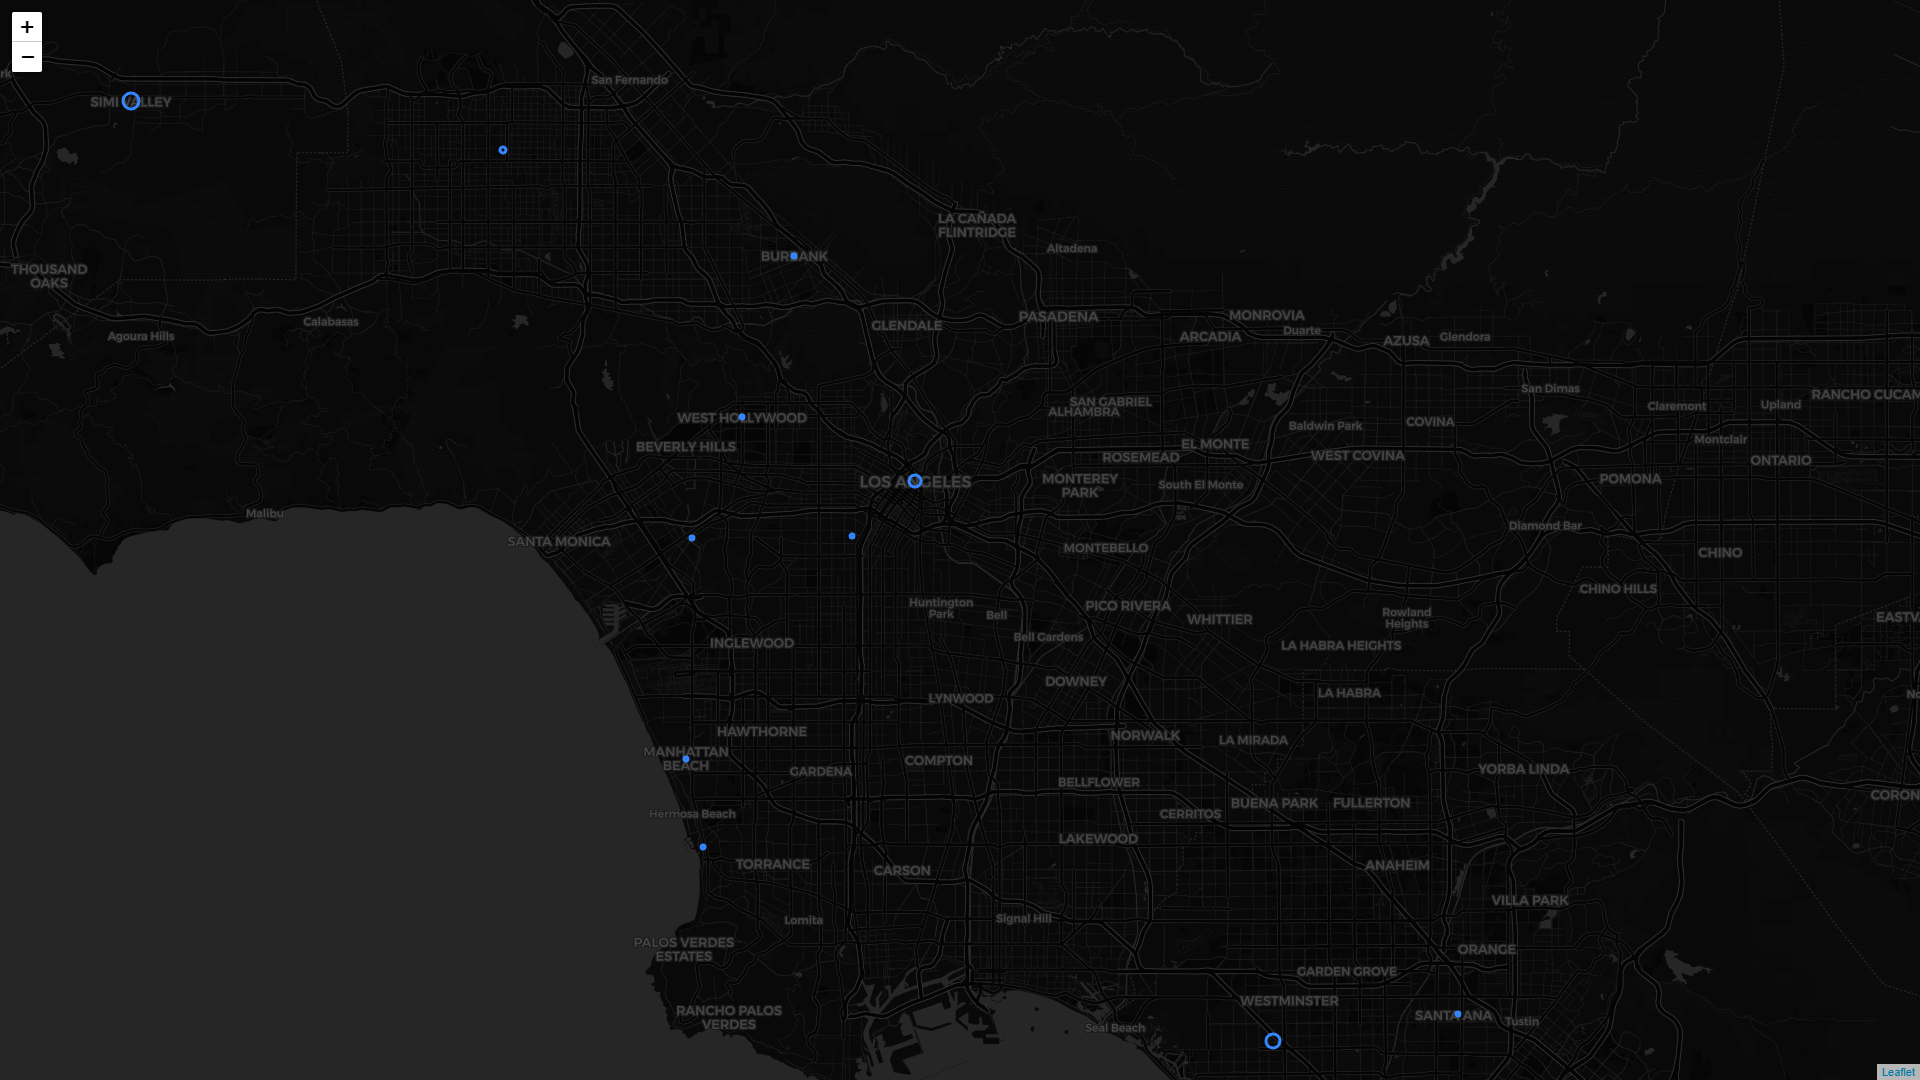 +
−
rk
SIMI VALLEY
San Fernando
LA CAÑADA
FLINTRIDGE
Altadena
BURBANK
THOUSAND
OAKS
Agoura Hills
Calabasas
GLENDALE
PASADENA
MONROVIA
ARCADIA
Duarte
AZUSA
Glendora
San Dimas
RANCHO CUCAM
Claremont
Upland
SAN GABRIEL
ALHAMBRA
WEST HOLLYWOOD
BEVERLY HILLS
Baldwin Park
COVINA
Montclair
EL MONTE
ROSEMEAD
WEST COVINA
ONTARIO
LOS ANGELES
MONTEREY
PARK
South El Monte
POMONA
Malibu
SANTA MONICA
Diamond Bar
MONTEBELLO
CHINO
CHINO HILLS
Huntington
Park
Bell
PICO RIVERA
WHITTIER
Rowland
Heights
EASTVA
Bell Gardens
INGLEWOOD
LA HABRA HEIGHTS
DOWNEY
LA HABRA
LYNWOOD
No
HAWTHORNE
NORWALK
LA MIRADA
MANHATTAN
BEACH
GARDENA
COMPTON
YORBA LINDA
BELLFLOWER
CORON
Hermosa Beach
CERRITOS
BUENA PARK
FULLERTON
LAKEWOOD
TORRANCE
CARSON
ANAHEIM
VILLA PARK
Lomita
Signal Hill
PALOS VERDES
ESTATES
ORANGE
GARDEN GROVE
RANCHO PALOS
VERDES
WESTMINSTER
SANTA ANA
Tustin
Seal Beach
Leaflet